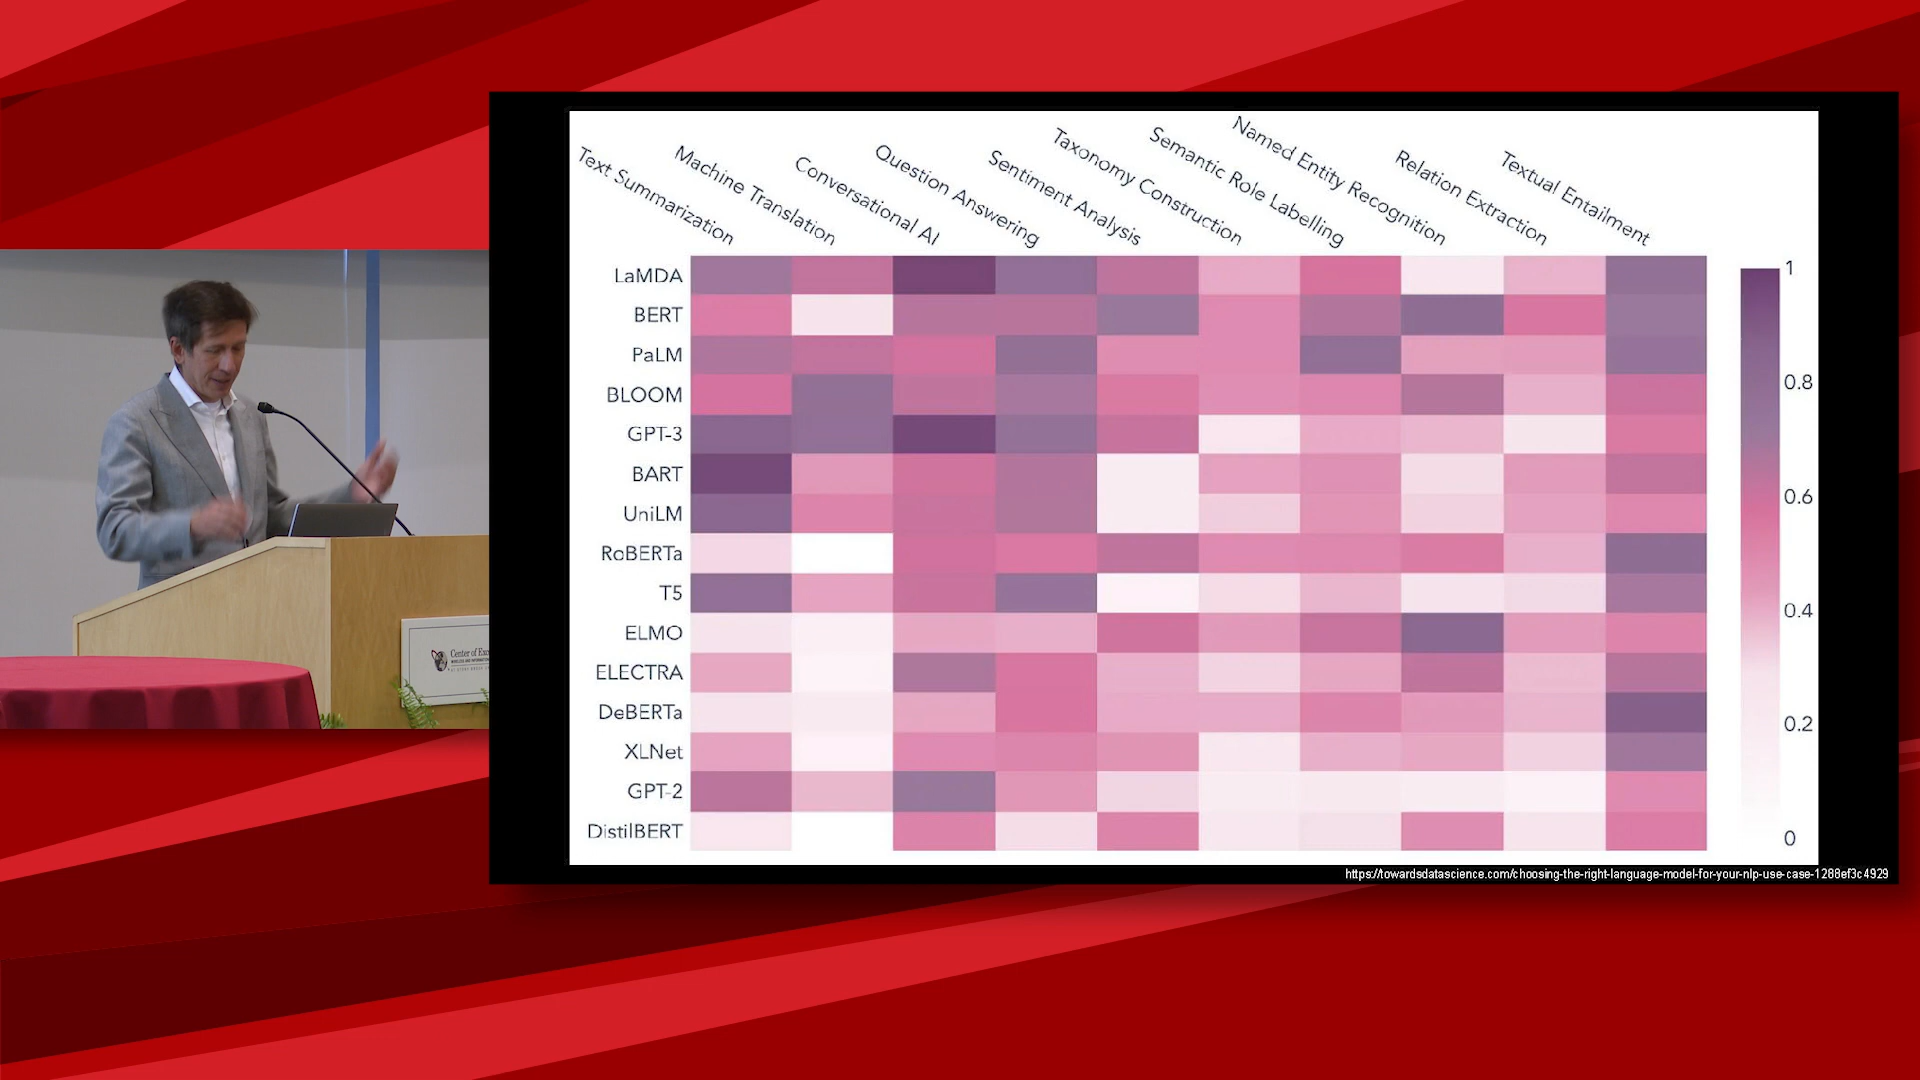 Text Summarization
Machine Translation
Conversational AI
Question Answering
Sentiment Analysis
Taxonomy Construction
Semantic Role Labelling
Named Entity Recognition
Relation Extraction
Textual Entailment
LaMDA
BERT
PaLM
BLOOM
GPT-3
BART
UniLM
RoBERTa
T5
ELMO
ELECTRA
DeBERTa
XLNet
GPT-2
DistilBERT
1
0.8
0.6
0.4
0.2
0
Center of
https://towardsdatascience.com/choosing-the-right-language-model-for-your-nlp-use-case-1288ef3c4929